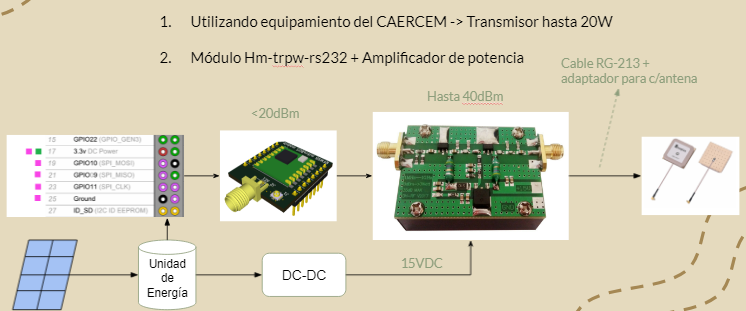 1. Utilizando equipamiento del CAERCEM -> Transmisor hasta 20W
2. Módulo Hm-trpw-rs232 + Amplificador de potencia
Cable RG-213 +
adaptador para c/antena
Hasta 40dBm
<20dBm
15 GPIO22 (GPIO_GEN3)
17 3.3v DC Power
19 GPIO10 (SPI_MOSI)
21 GPIO09 (SPI_MISO)
23 GPIO11 (SPI_CLK)
25 Ground
27 ID_SD (I2C ID EEPROM)
Unidad
de
Energía
DC-DC
15VDC